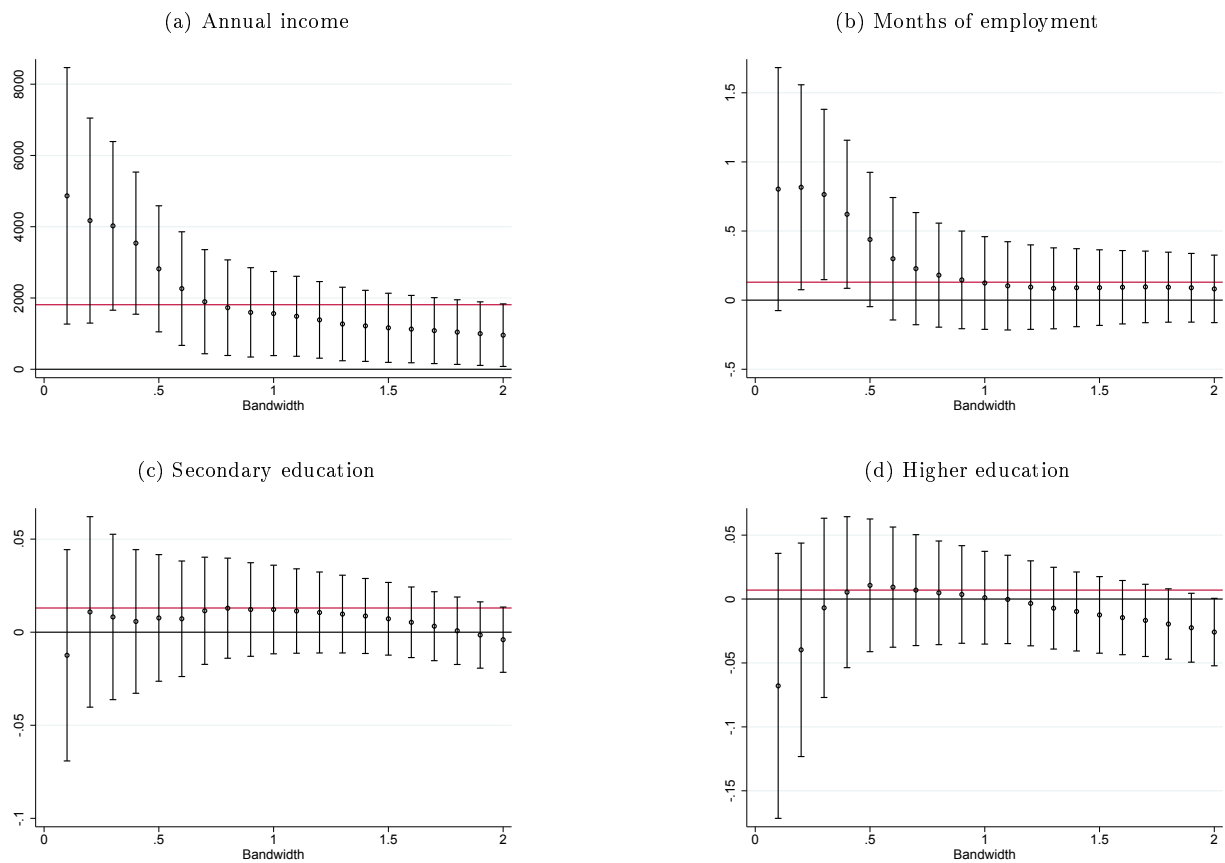 (a) Annual income
8000
6000
4000
2000
0
0 .5 1 1.5 2
Bandwidth
(b) Months of employment
1.5
1
.5
0
-.5
0 .5 1 1.5 2
Bandwidth
(c) Secondary education
.05
0
-.05
-.1
0 .5 1 1.5 2
Bandwidth
(d) Higher education
.05
0
-.05
-.1
-.15
0 .5 1 1.5 2
Bandwidth